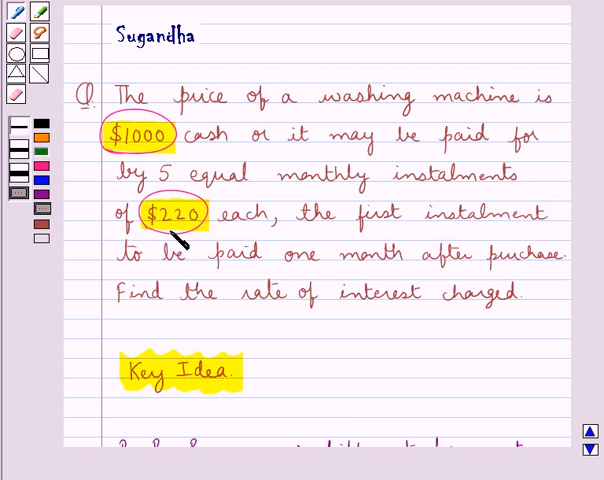 Sugandha
Q. The price of a washing machine is
$1000 cash or it may be paid for
by 5 equal monthly instalments
of $220 each, the first instalment
to be paid one month after purchase.
Find the rate of interest charged.
Key Idea.